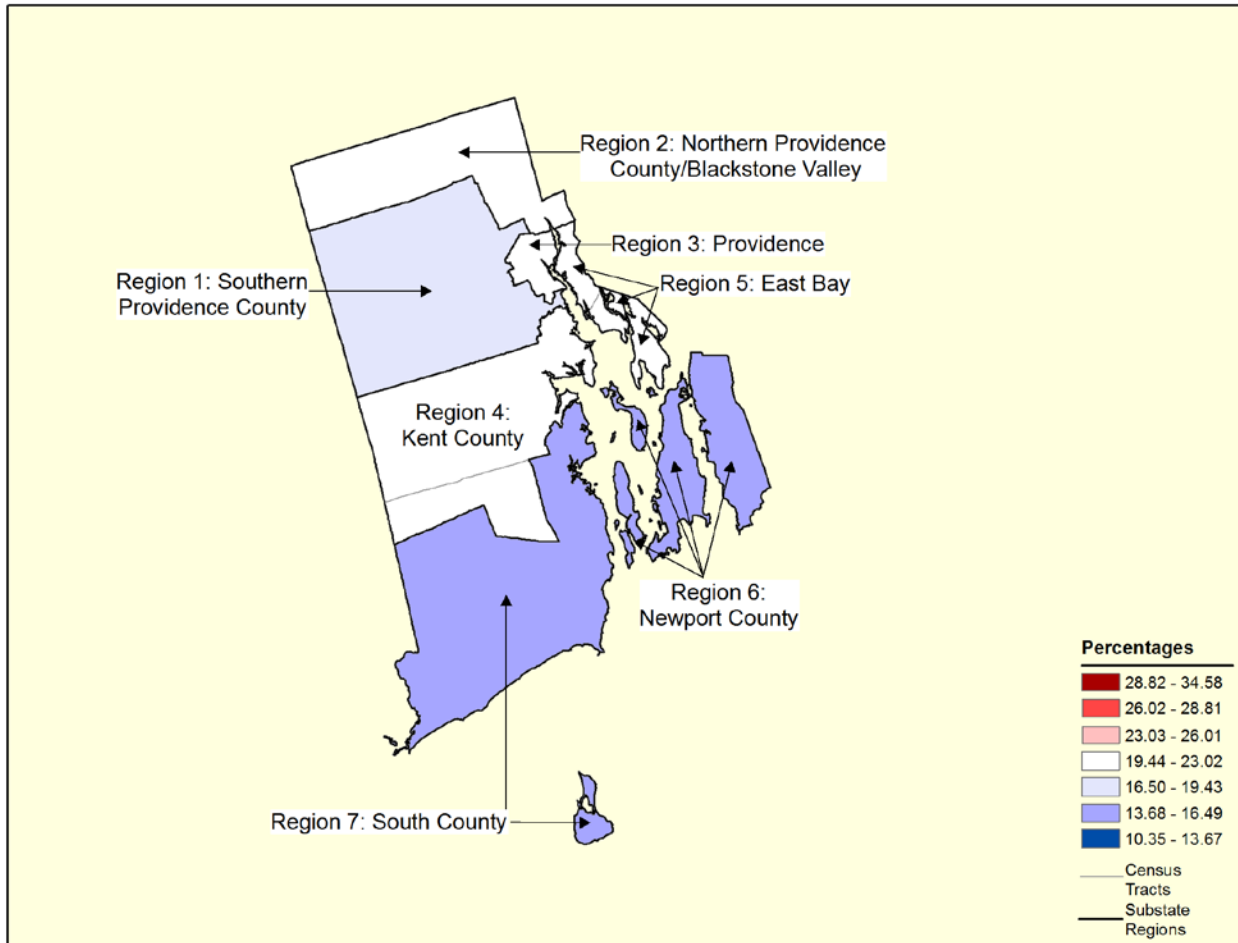 Region 2: Northern Providence
County/Blackstone Valley
Region 3: Providence
Region 1: Southern
Providence County
Region 5: East Bay
Region 4:
Kent County
Region 6:
Newport County
Region 7: South County
Percentages
28.82 - 34.58
26.02 - 28.81
23.03 - 26.01
19.44 - 23.02
16.50 - 19.43
13.68 - 16.49
10.35 - 13.67
Census
Tracts
Substate
Regions